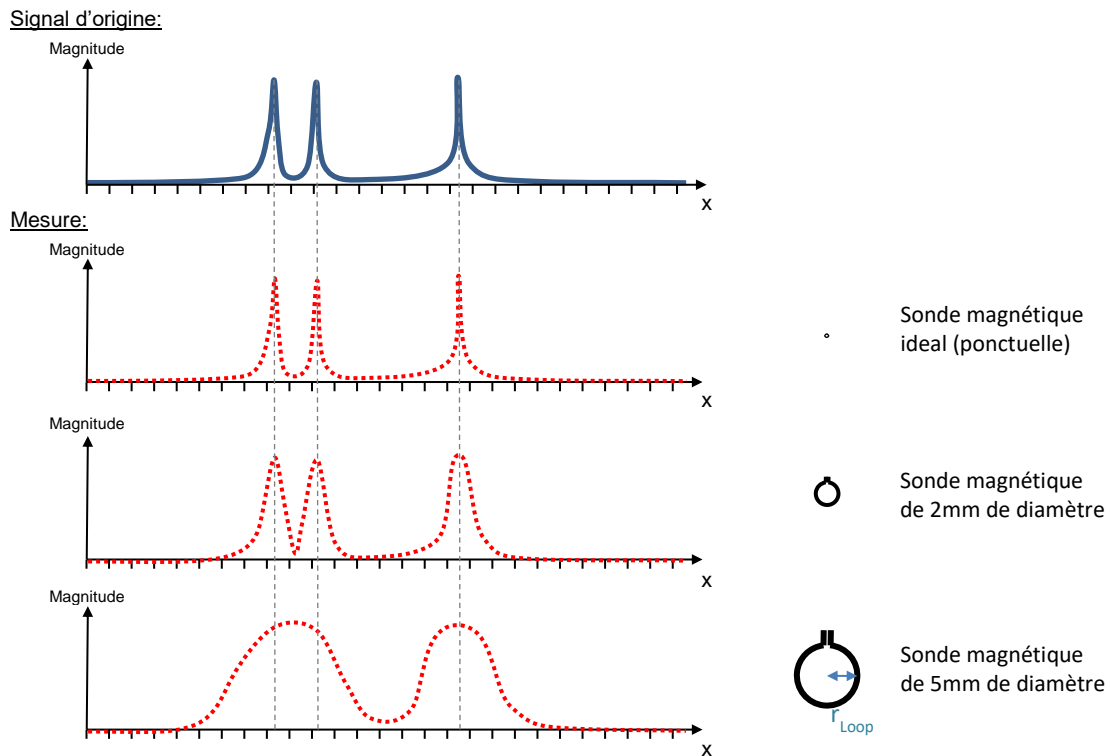 Signal d'origine:
Magnitude
x
Mesure:
Magnitude
x
Sonde magnétique
ideal (ponctuelle)
Magnitude
x
Sonde magnétique
de 2mm de diamètre
Magnitude
x
Sonde magnétique
de 5mm de diamètre
r Loop